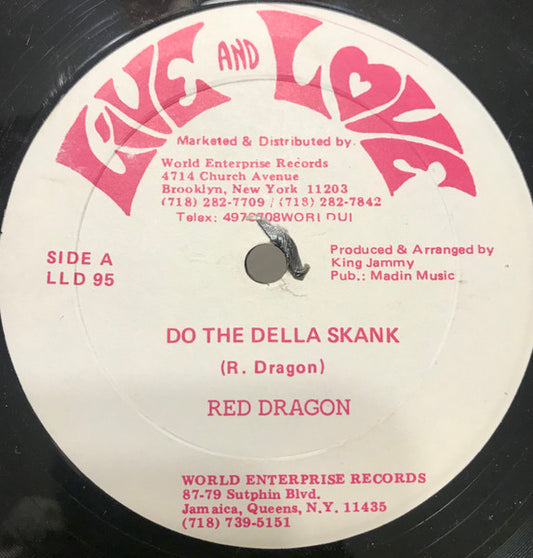 LIVE AND LOVE
Marketed & Distributed by:
World Enterprise Records
4714 Church Avenue
Brooklyn, New York 11203
(718) 282-7709 / (718) 282-7842
Telex:
SIDE A
LLD 95
Produced & Arranged by
King Jammy
Pub.: Madin Music
DO THE DELLA SKANK
(R. Dragon)
RED DRAGON
WORLD ENTERPRISE RECORDS
87-79 Sutphin Blvd.
Jamaica, Queens, N.Y. 11435
(718) 739-5151